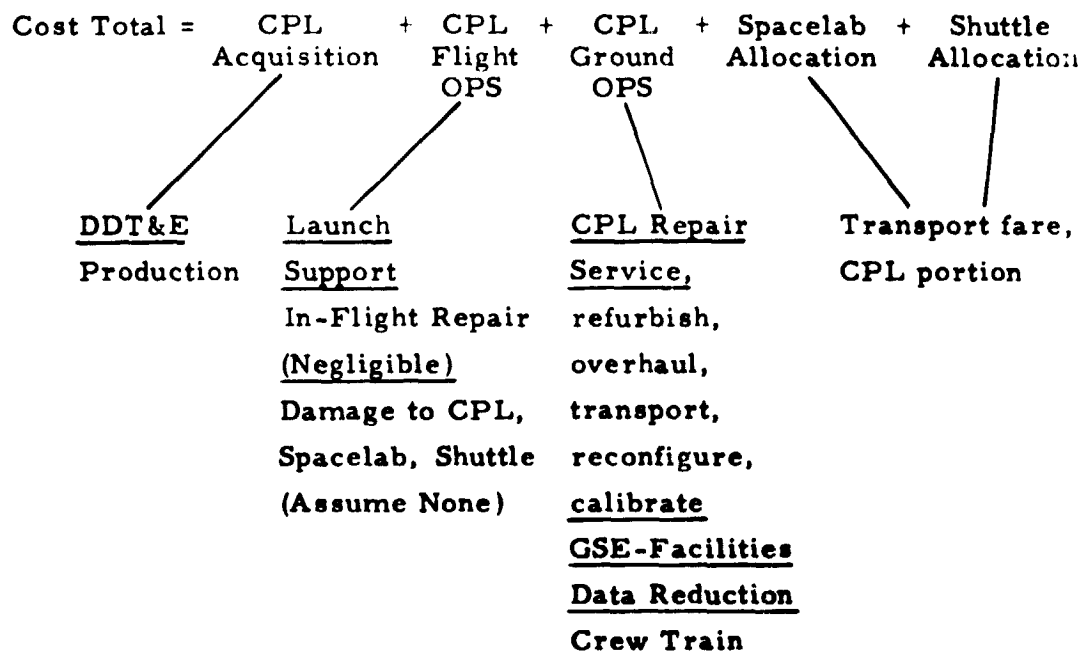 Cost Total = CPL + CPL + CPL + Spacelab + Shuttle
Acquisition Flight Ground Allocation Allocation
OPS OPS
DDT&E Launch CPL Repair Transport fare,
Production Support Service, CPL portion
In-Flight Repair refurbish,
(Negligible) overhaul,
Damage to CPL, transport,
Spacelab, Shuttle reconfigure,
(Assume None) calibrate
GSE-Facilities
Data Reduction
Crew Train